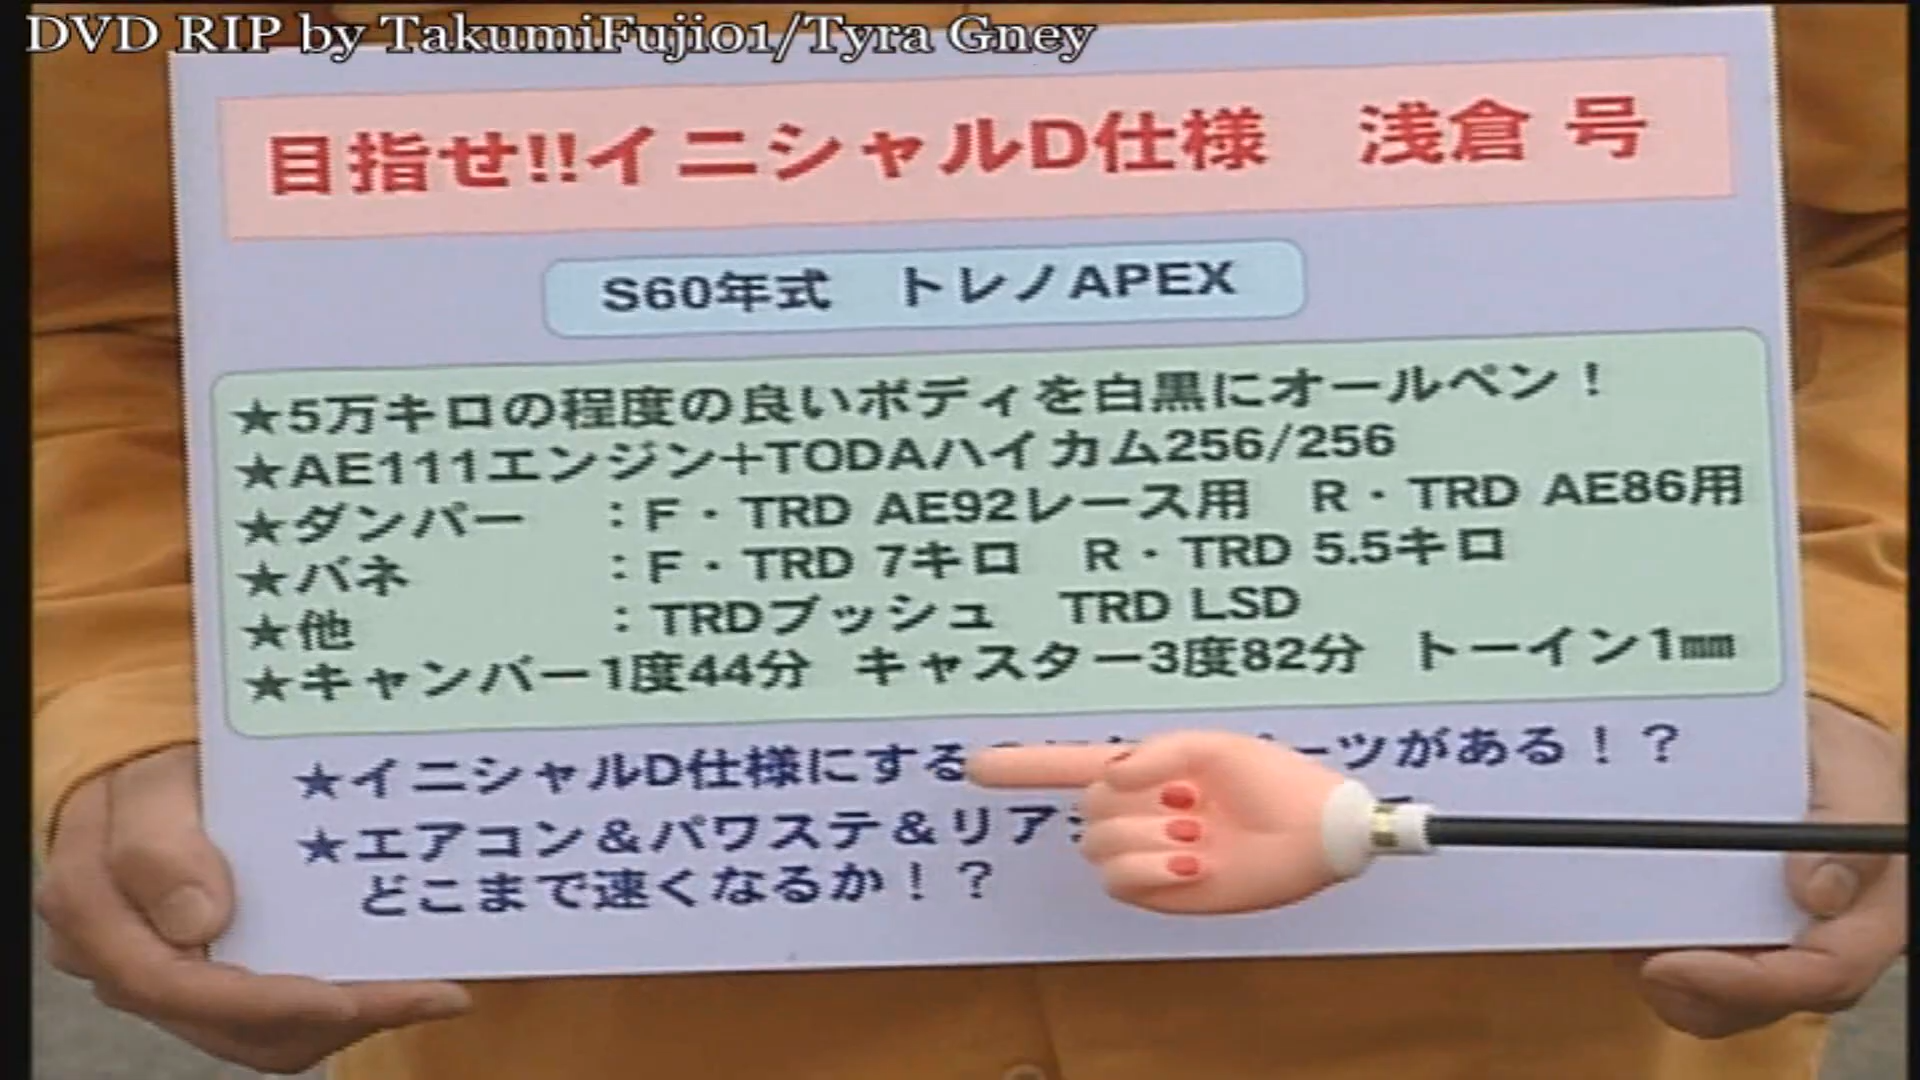 DVD RIP by TakumiFuji01/Tyra Gney
目指せ!!イニシャルD仕様　浅倉 号
S60年式　トレノAPEX
★5万キロの程度の良いボディを白黒にオールペン！
★AE111エンジン＋TODAハイカム256/256
★ダンパー　：F・TRD AE92レース用　R・TRD AE86用
★バネ　：F・TRD 7キロ　R・TRD 5.5キロ
★他　：TRDブッシュ　TRD LSD
★キャンバー1度44分　キャスター3度82分　トーイン1㎜
★イニシャルD仕様にする ーツがある！？
★エアコン＆パワステ＆リア
どこまで速くなるか！？